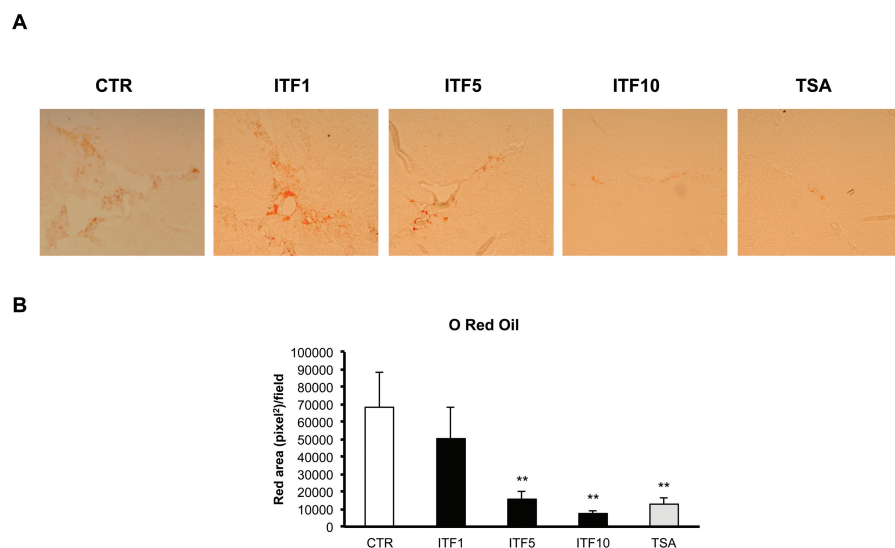 A
CTR ITF1 ITF5 ITF10 TSA
B
O Red Oil
Red area (pixel²)/field
100000
90000
80000
70000
60000
50000
40000
30000
20000
10000
0
** ** **
CTR ITF1 ITF5 ITF10 TSA